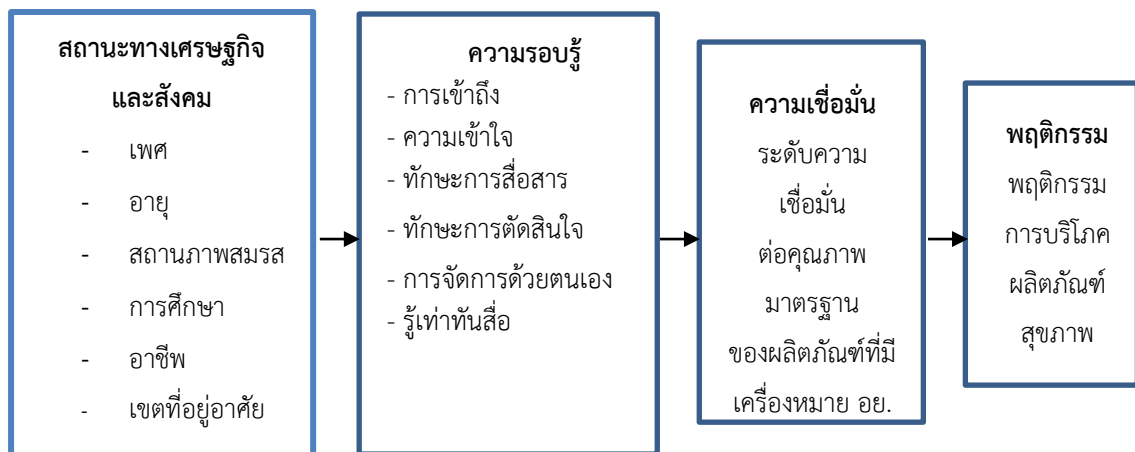 สถานะทางเศรษฐกิจ
และสังคม
- เพศ
- อายุ
- สถานภาพสมรส
- การศึกษา
- อาชีพ
- เขตที่อยู่อาศัย
ความรอบรู้
- การเข้าถึง
- ความเข้าใจ
- ทักษะการสื่อสาร
- ทักษะการตัดสินใจ
- การจัดการด้วยตนเอง
- รู้เท่าทันสื่อ
ความเชื่อมั่น
ระดับความ
เชื่อมั่น
ต่อคุณภาพ
มาตรฐาน
ของผลิตภัณฑ์ที่มี
เครื่องหมาย อย.
พฤติกรรม
พฤติกรรม
การบริโภค
ผลิตภัณฑ์
สุขภาพ